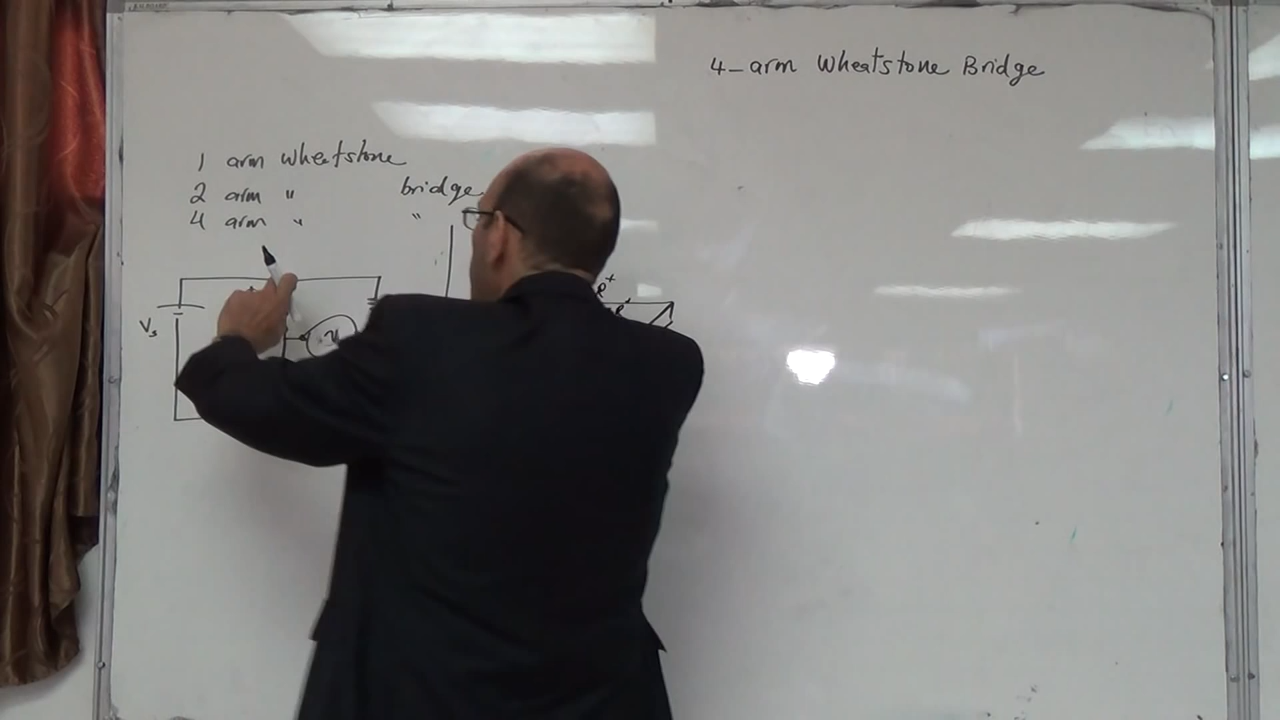 4-arm Wheatstone Bridge
1 arm Wheatstone
2 arm " bridge
4 arm " "
Vs
R+
R+